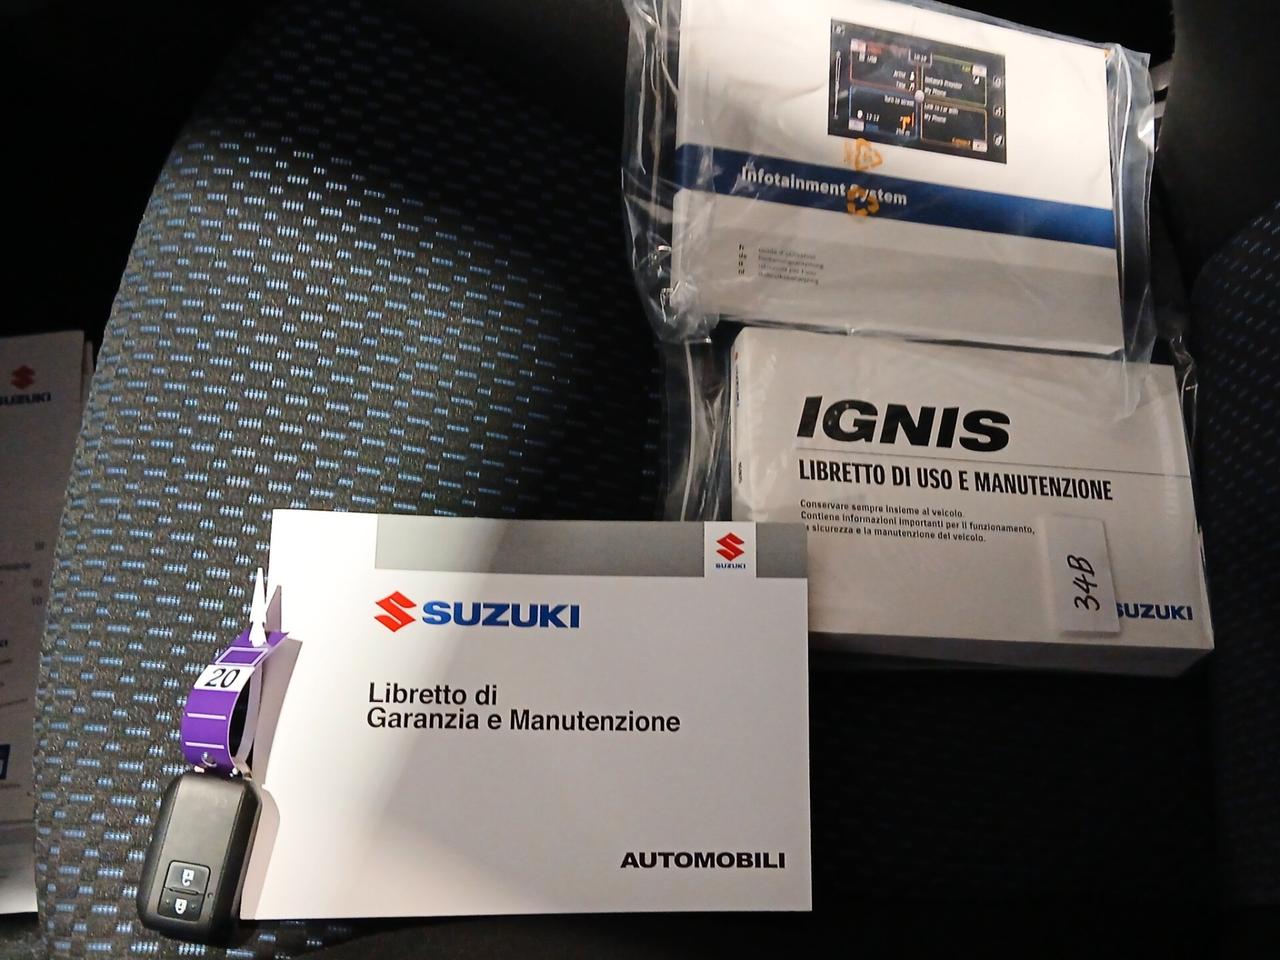 Infotainment System
IGNIS
LIBRETTO DI USO E MANUTENZIONE
Conservare sempre insieme al veicolo.
Contiene informazioni importanti per il funzionamento,
sicurezza e la manutenzione del veicolo.
34B
SUZUKI
SUZUKI
SUZUKI
Libretto di
Garanzia e Manutenzione
AUTOMOBILI
20
SUZUKI